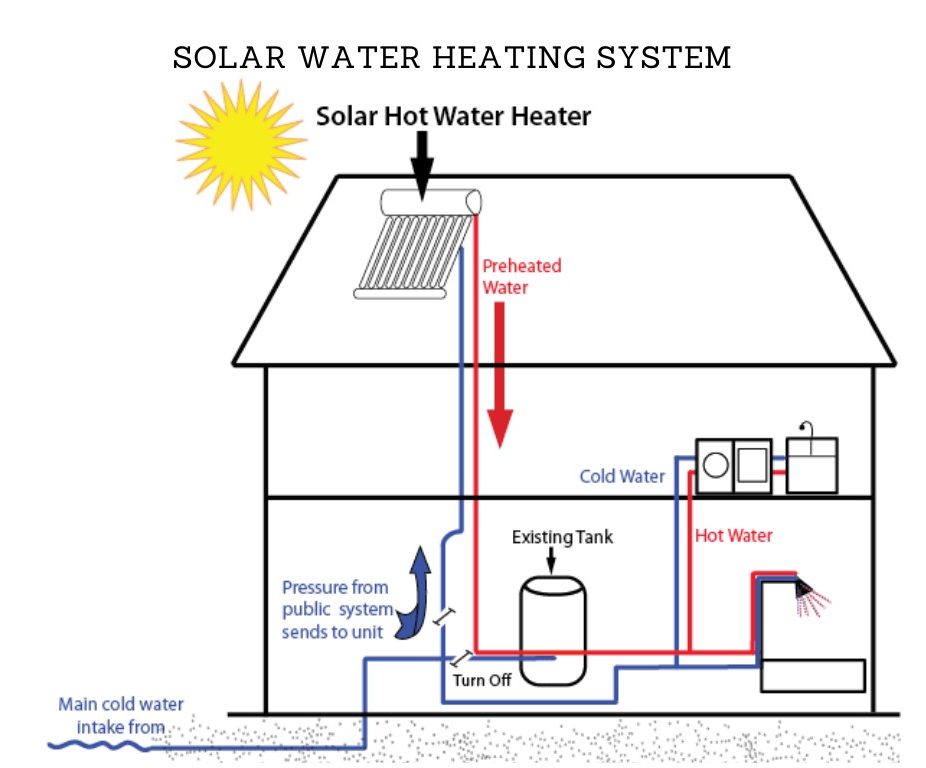 SOLAR WATER HEATING SYSTEM
Solar Hot Water Heater
Preheated
Water
Cold Water
Existing Tank
Hot Water
Pressure from
public system
sends to unit
Turn Off
Main cold water
intake from